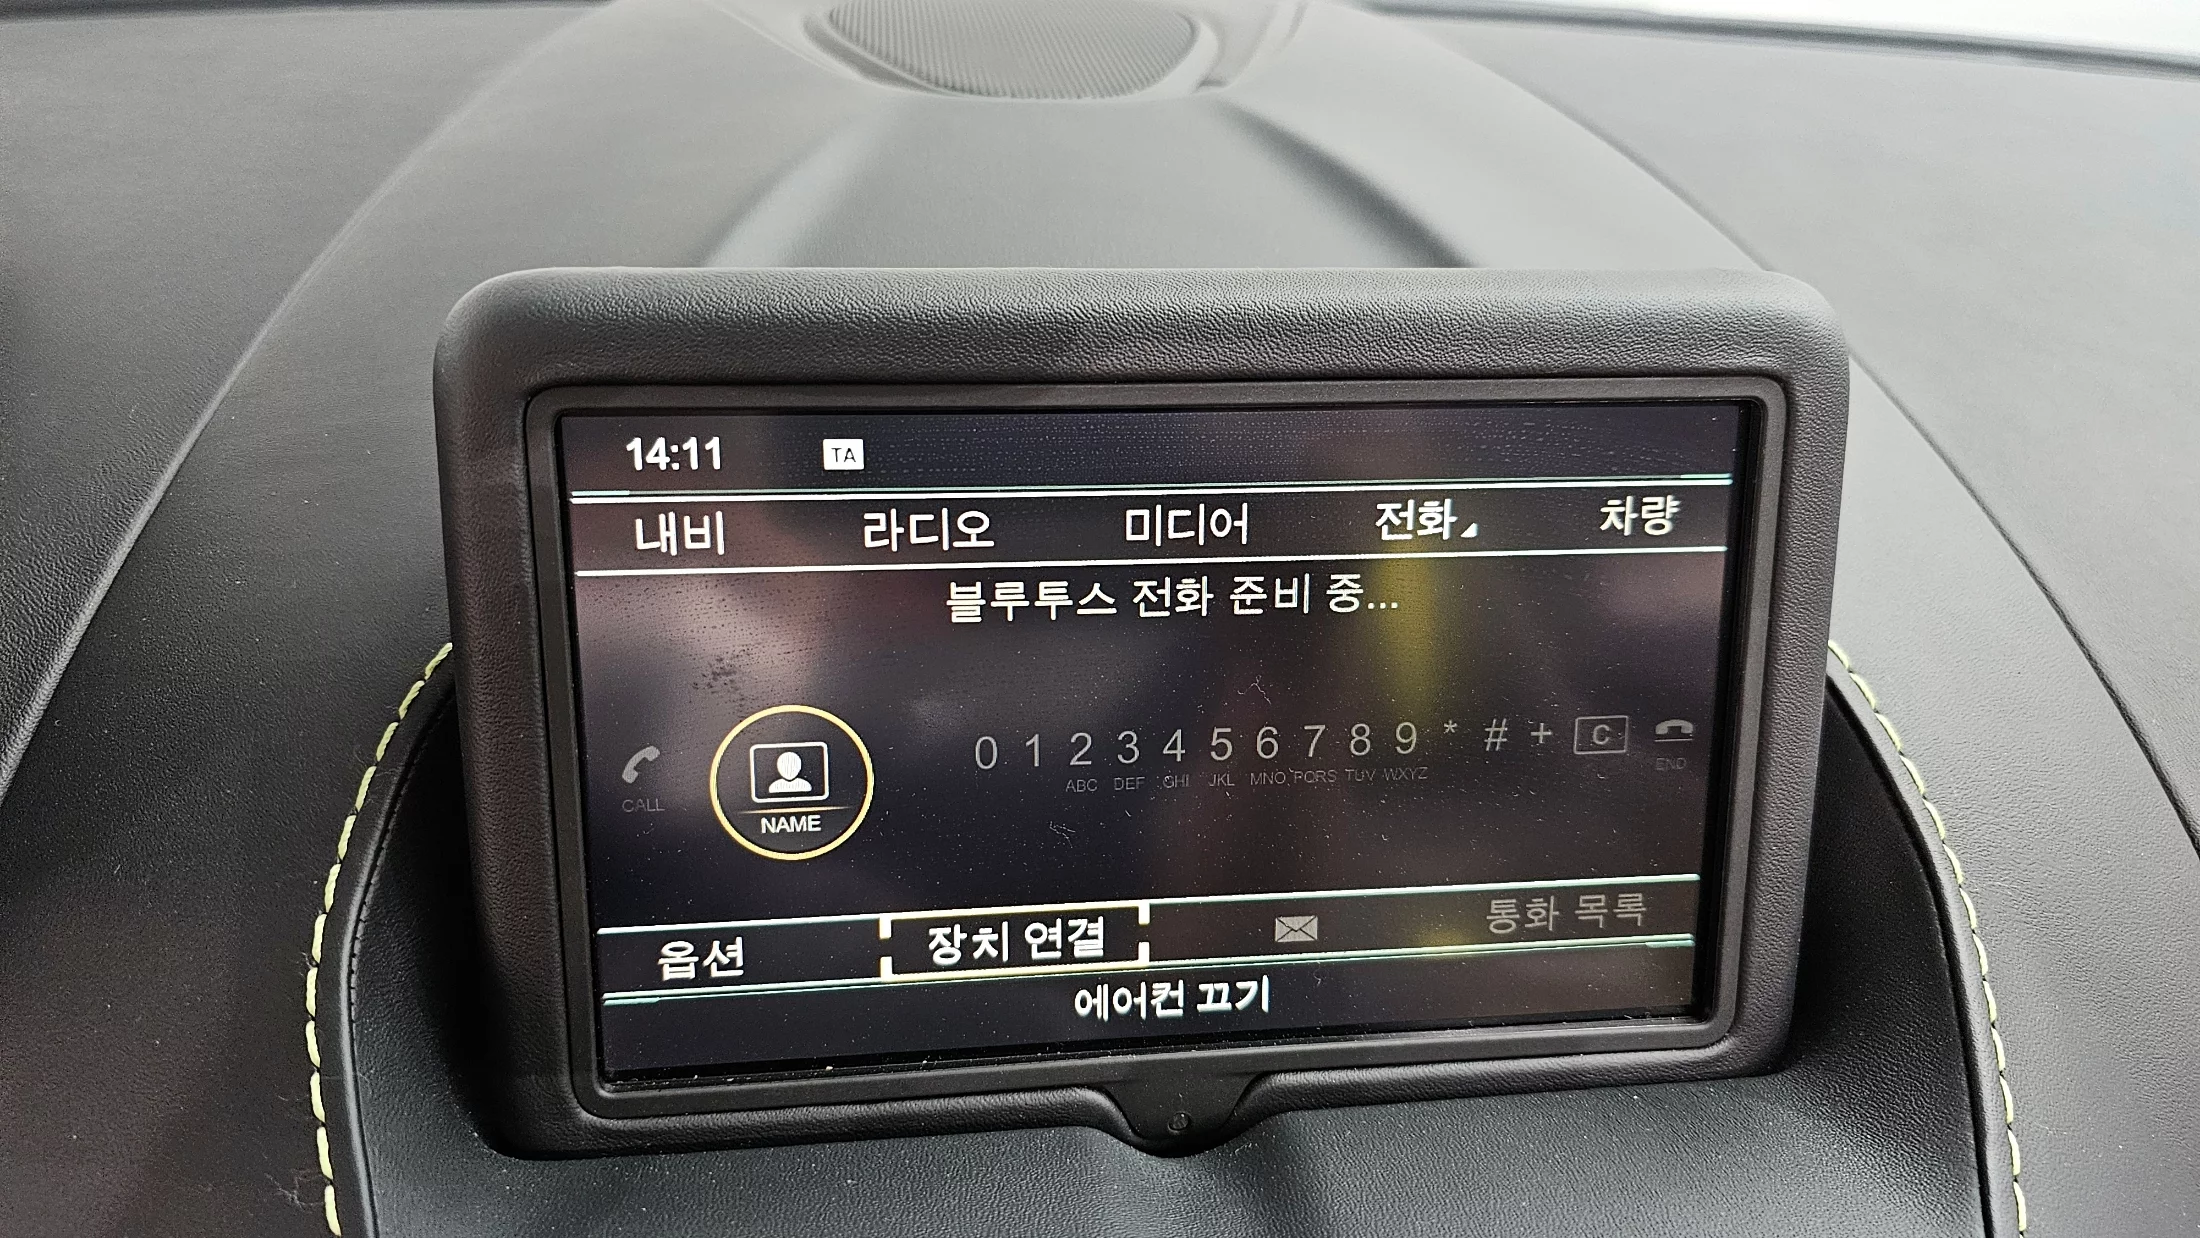 14:11 TA
내비 라디오 미디어 전화 차량
블루투스 전화 준비 중...
0 1 2 3 4 5 6 7 8 9 * # + C
ABC DEF GHI JKL MNO PQRS TUV WXYZ END
CALL NAME
옵션 장치 연결 통화 목록
에어컨 끄기